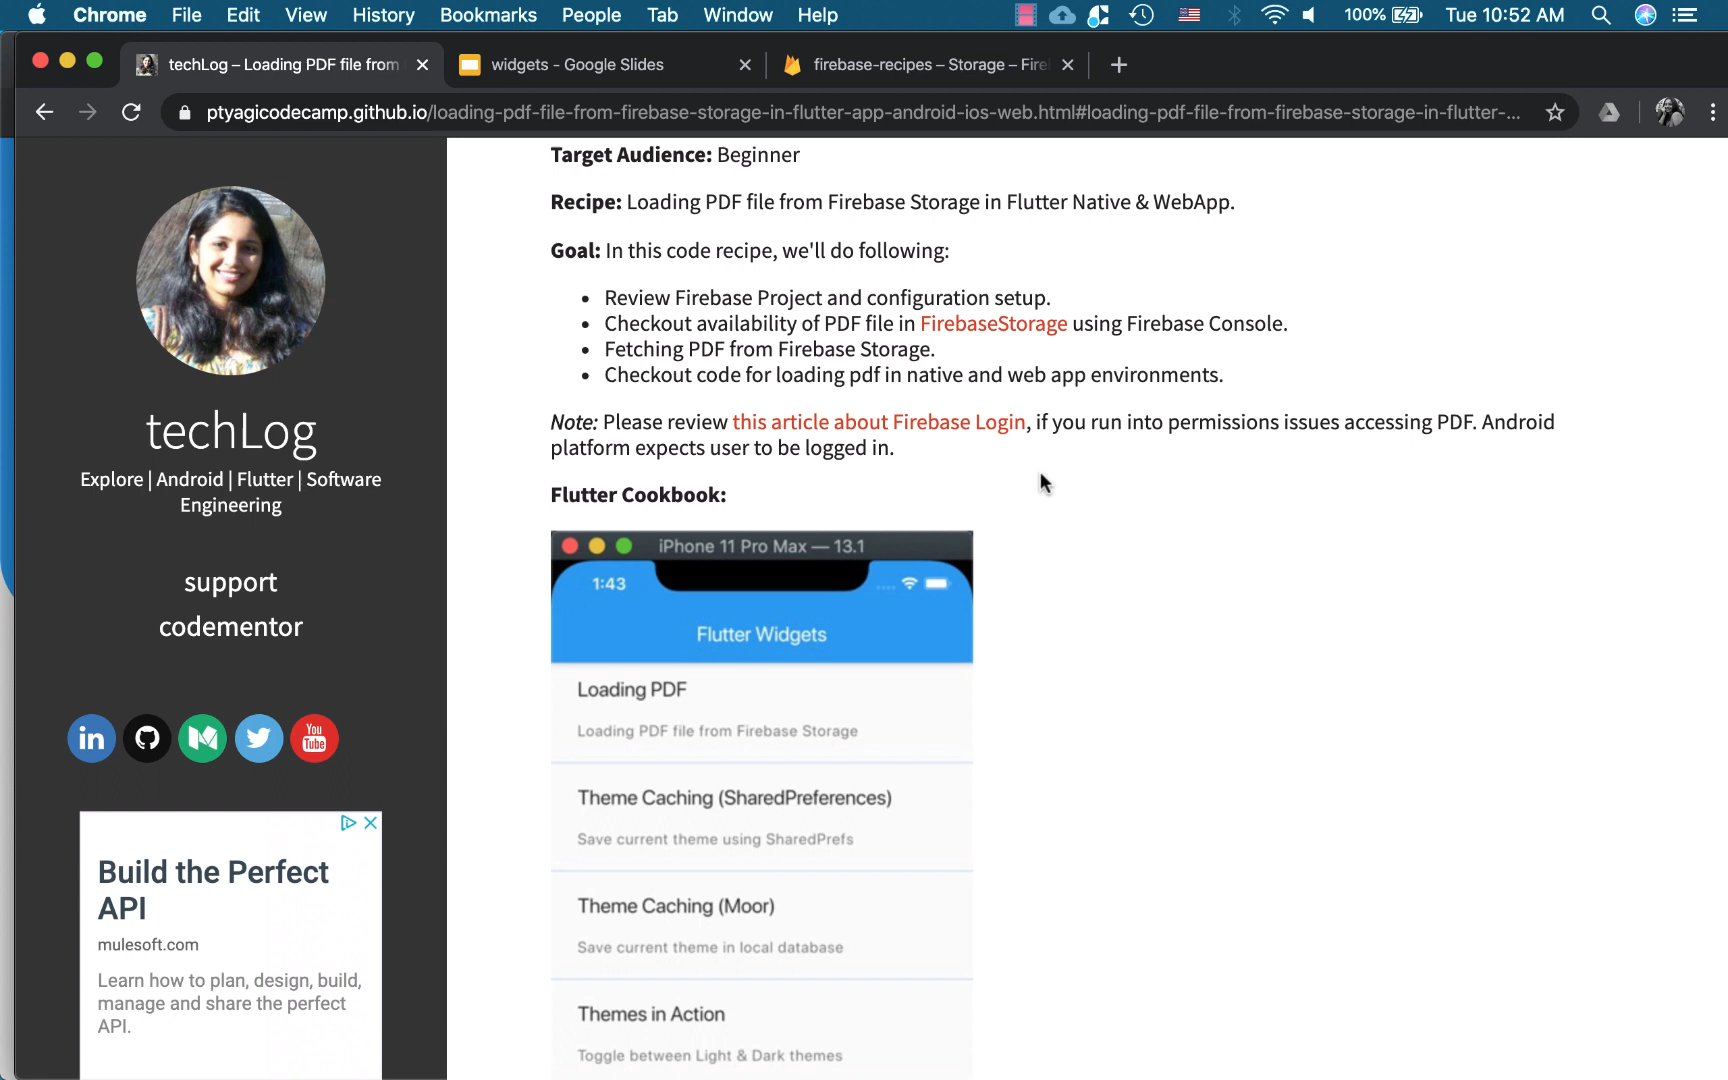 Chrome File Edit View History Bookmarks People Tab Window Help 100% Tue 10:52 AM
techLog – Loading PDF file from
widgets - Google Slides
firebase-recipes – Storage – Fire
ptyagicodecamp.github.io/loading-pdf-file-from-firebase-storage-in-flutter-app-android-ios-web.html#loading-pdf-file-from-firebase-storage-in-flutter-...
techLog
Explore | Android | Flutter | Software
Engineering
support
codementor
in
You
Tube
Build the Perfect
API
mulesoft.com
Learn how to plan, design, build,
manage and share the perfect
API.
Target Audience: Beginner
Recipe: Loading PDF file from Firebase Storage in Flutter Native & WebApp.
Goal: In this code recipe, we'll do following:
• Review Firebase Project and configuration setup.
• Checkout availability of PDF file in FirebaseStorage using Firebase Console.
• Fetching PDF from Firebase Storage.
• Checkout code for loading pdf in native and web app environments.
Note: Please review this article about Firebase Login, if you run into permissions issues accessing PDF. Android
platform expects user to be logged in.
Flutter Cookbook:
iPhone 11 Pro Max — 13.1
1:43
Flutter Widgets
Loading PDF
Loading PDF file from Firebase Storage
Theme Caching (SharedPreferences)
Save current theme using SharedPrefs
Theme Caching (Moor)
Save current theme in local database
Themes in Action
Toggle between Light & Dark themes